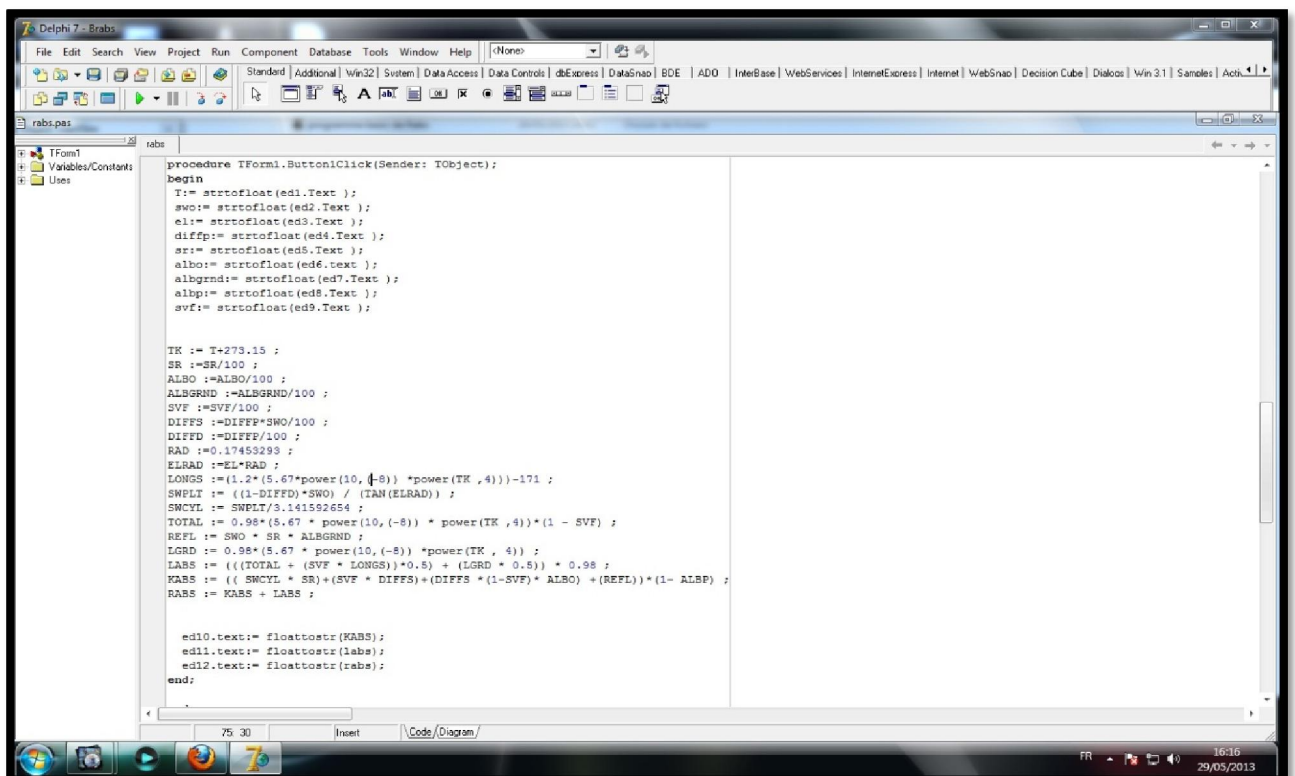 Delphi 7 - Brabs
File Edit Search View Project Run Component Database Tools Window Help <None>
Standard Additional Win32 System Data Access Data Controls dbExpress DataSnap BDE ADO InterBase WebServices InternetExpress Internet WebSnap Decision Cube Dialogs Win 3.1 Samples Activ
rabs.pas
TForm1
Variables/Constants
Uses
rabs
procedure TForm1.Button1Click(Sender: TObject);
begin
T:= strtofloat(ed1.Text );
swo:= strtofloat(ed2.Text );
el:= strtofloat(ed3.Text );
diffp:= strtofloat(ed4.Text );
sr:= strtofloat(ed5.Text );
albo:= strtofloat(ed6.text );
albgrnd:= strtofloat(ed7.Text );
albp:= strtofloat(ed8.Text );
svf:= strtofloat(ed9.Text );
TK := T+273.15 ;
SR :=SR/100 ;
ALBO :=ALBO/100 ;
ALBGRND :=ALBGRND/100 ;
SVF :=SVF/100 ;
DIFFS :=DIFFP*SWO/100 ;
DIFFD :=DIFFP/100 ;
RAD :=0.17453293 ;
ELRAD :=EL*RAD ;
LONGS :=(1.2*(5.67*power(10,(-8)) *power(TK ,4)))-171 ;
SWPLT := ((1-DIFFD)*SWO) / (TAN(ELRAD)) ;
SWCYL := SWPLT/3.141592654 ;
TOTAL := 0.98*(5.67 * power(10,(-8)) * power(TK ,4))*(1 - SVF) ;
REFL := SWO * SR * ALBGRND ;
LGRD := 0.98*(5.67 * power(10,(-8)) *power(TK , 4)) ;
LABS := (((TOTAL + (SVF * LONGS))*0.5) + (LGRD * 0.5)) * 0.98 ;
KABS := (( SWCYL * SR)+(SVF * DIFFS)+(DIFFS *(1-SVF)* ALBO) +(REFL))*(1- ALBP) ;
RABS := KABS + LABS ;
ed10.text:= floattostr(KABS);
ed11.text:= floattostr(labs);
ed12.text:= floattostr(rabs);
end;
75: 30 Insert Code Diagram
FR 16:16
29/05/2013